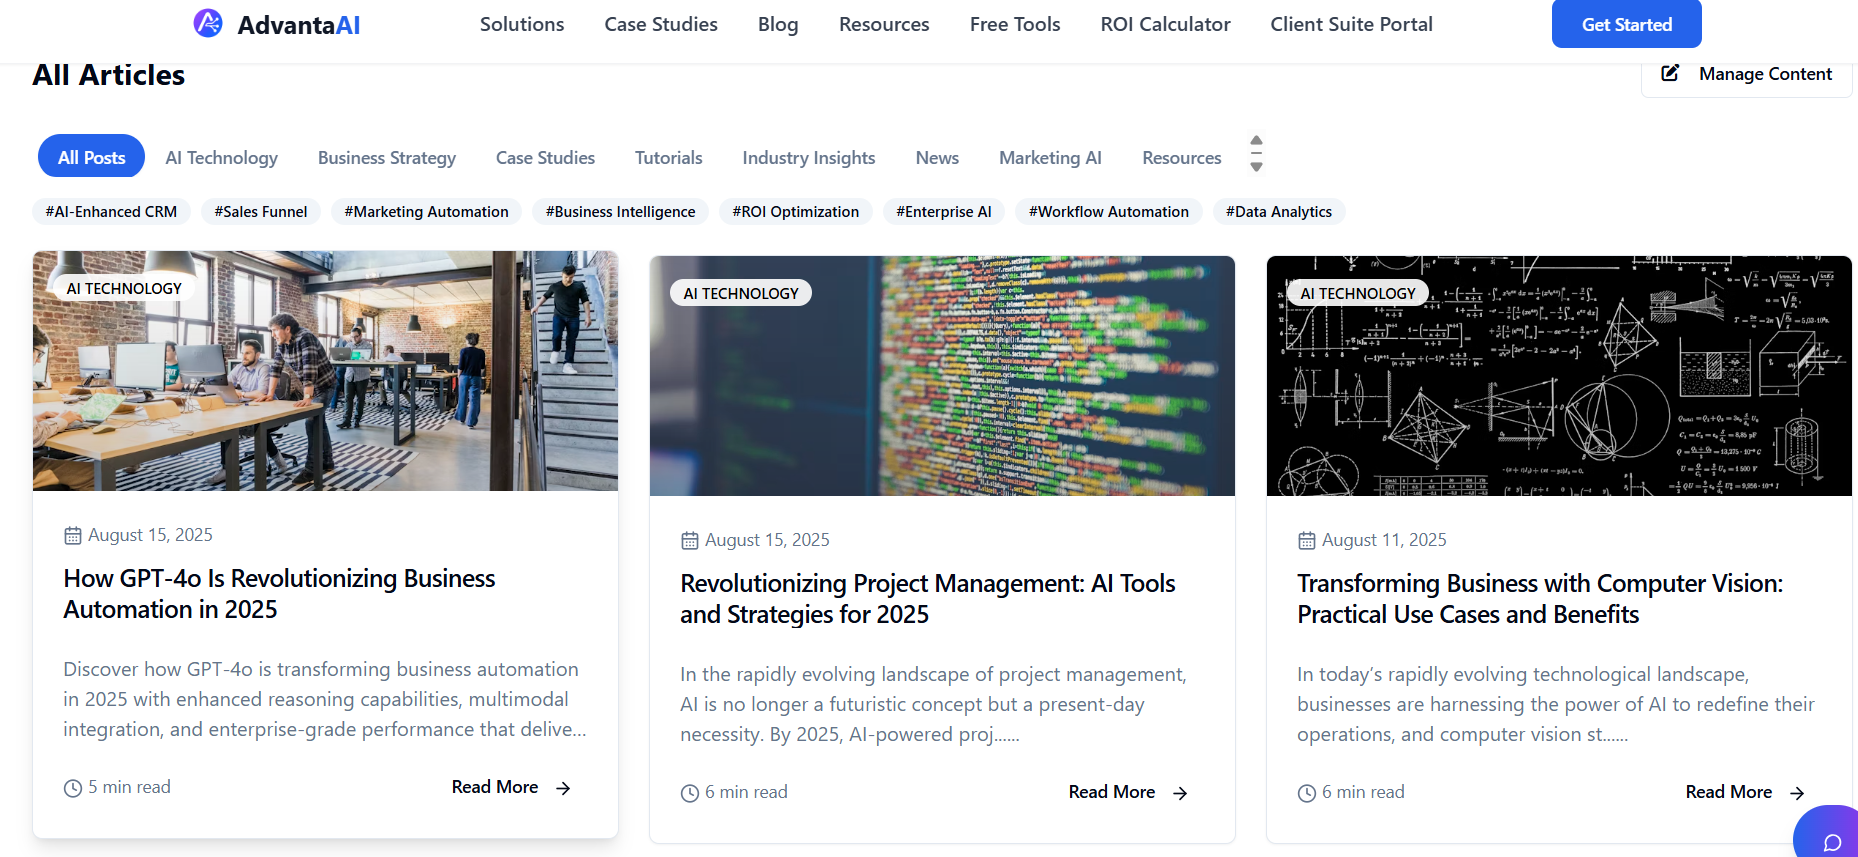 AdvantaAI
Solutions
Case Studies
Blog
Resources
Free Tools
ROI Calculator
Client Suite Portal
Get Started
All Articles
Manage Content
All Posts
AI Technology
Business Strategy
Case Studies
Tutorials
Industry Insights
News
Marketing AI
Resources
#AI-Enhanced CRM
#Sales Funnel
#Marketing Automation
#Business Intelligence
#ROI Optimization
#Enterprise AI
#Workflow Automation
#Data Analytics
AI TECHNOLOGY
August 15, 2025
How GPT-4o Is Revolutionizing Business
Automation in 2025
Discover how GPT-4o is transforming business automation
in 2025 with enhanced reasoning capabilities, multimodal
integration, and enterprise-grade performance that delive...
5 min read
Read More
AI TECHNOLOGY
August 15, 2025
Revolutionizing Project Management: AI Tools
and Strategies for 2025
In the rapidly evolving landscape of project management,
AI is no longer a futuristic concept but a present-day
necessity. By 2025, AI-powered proj......
6 min read
Read More
AI TECHNOLOGY
August 11, 2025
Transforming Business with Computer Vision:
Practical Use Cases and Benefits
In today’s rapidly evolving technological landscape,
businesses are harnessing the power of AI to redefine their
operations, and computer vision st......
6 min read
Read More